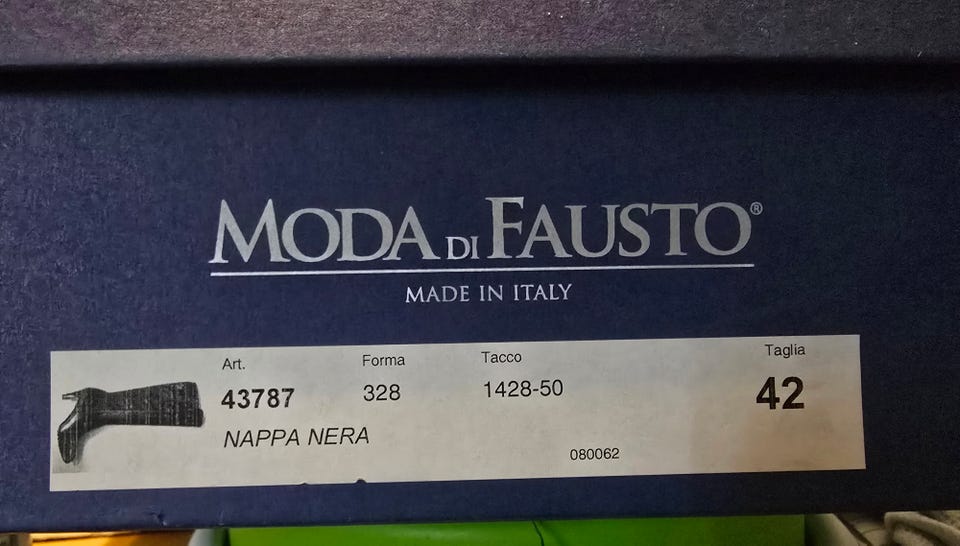 MODA DI FAUSTO®
MADE IN ITALY
Art. Forma Tacco Taglia
43787 328 1428-50 42
NAPPA NERA
080062